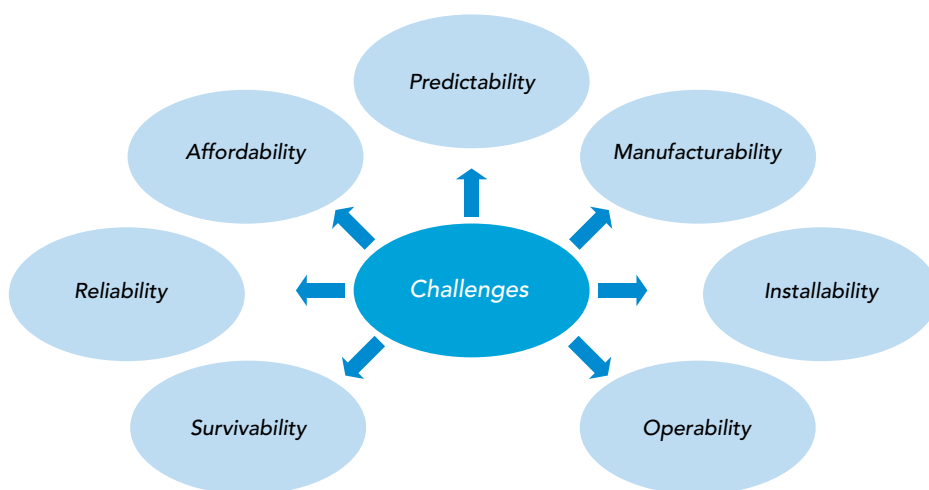 Predictability
Affordability
Manufacturability
Reliability
Challenges
Installability
Survivability
Operability